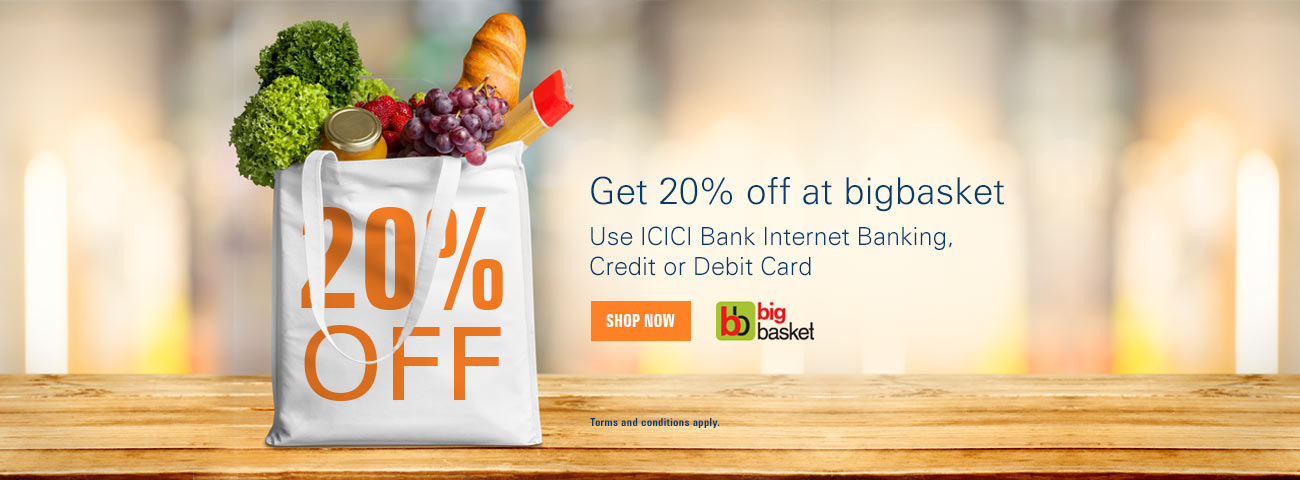 20%
OFF
Get 20% off at bigbasket
Use ICICI Bank Internet Banking,
Credit or Debit Card
SHOP NOW
bb big
basket
Terms and conditions apply.